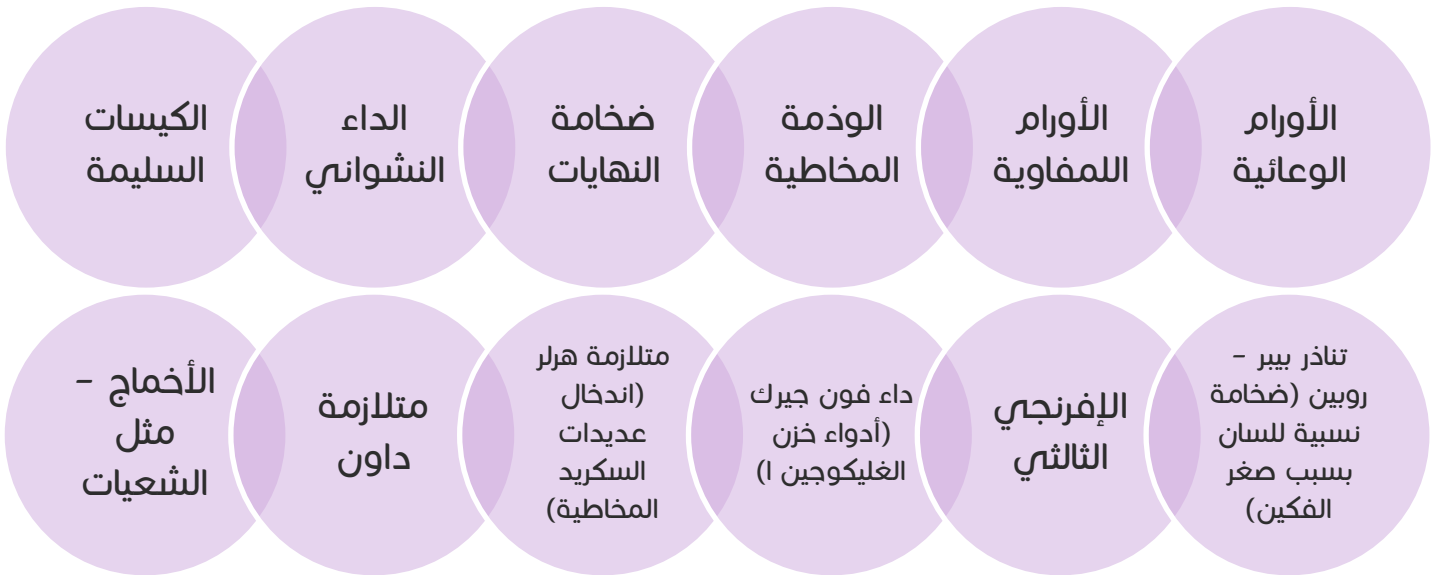 الأورام
الوعائية
الأورام
اللمفاوية
الوذمة
المخاطية
ضخامة
النهايات
الداء
النشواني
الكيسات
السليمة
تناذر بيبر –
روبين (ضخامة
نسبية للسان
بسبب صغر
الفكين)
الإفرنجي
الثالثي
داء فون جيرك
(أدواء خزن
الغليكوجين I)
متلازمة هرلر
(اندخال
عديدات
السكريد
المخاطية)
متلازمة
داون
الأخماج –
مثل
الشعيات